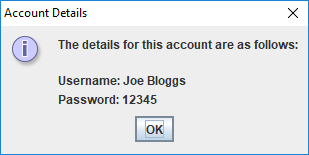 Account Details
The details for this account are as follows:
Username: Joe Bloggs
Password: 12345
OK